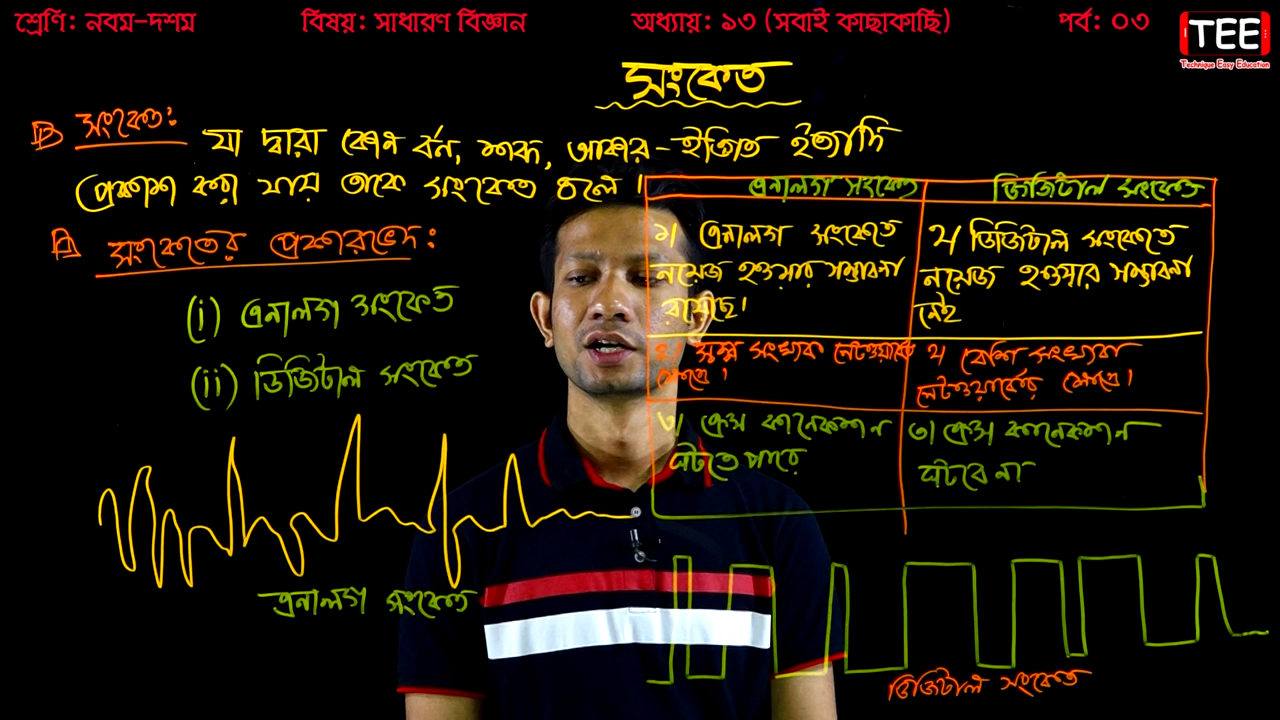 শ্রেণি: নবম-দশম
বিষয়: সাধারণ বিজ্ঞান
অধ্যায়: ১৩ (সবাই কাছাকাছি)
পর্ব: ০৩
TEE
Technique Easy Education
সংকেত
সংকেত:
যা দ্বারা কোন বর্ন, শব্দ, আকার-ইঙ্গিত ইত্যাদি
প্রকাশ করা যায় তাকে সংকেত বলে।
সংকেতের প্রকারভেদ:
(i) এনালগ সংকেত
(ii) ডিজিটাল সংকেত
এনালগ সংকেত
ডিজিটাল সংকেত
১। এনালগ সংকেতে
নয়েজ হওয়ার সম্ভাবনা
রয়েছে।
১। ডিজিটাল সংকেতে
নয়েজ হওয়ার সম্ভাবনা
নেই
২। স্বল্প সংখ্যক নেটওয়ার্কের
ক্ষেত্রে।
২। বেশি সংখ্যক
নেটওয়ার্কের ক্ষেত্রে।
৩। ক্রস কানেকশন
ঘটতে পারে
৩। ক্রস কানেকশন
ঘটবে না
এনালগ সংকেত
ডিজিটাল সংকেত